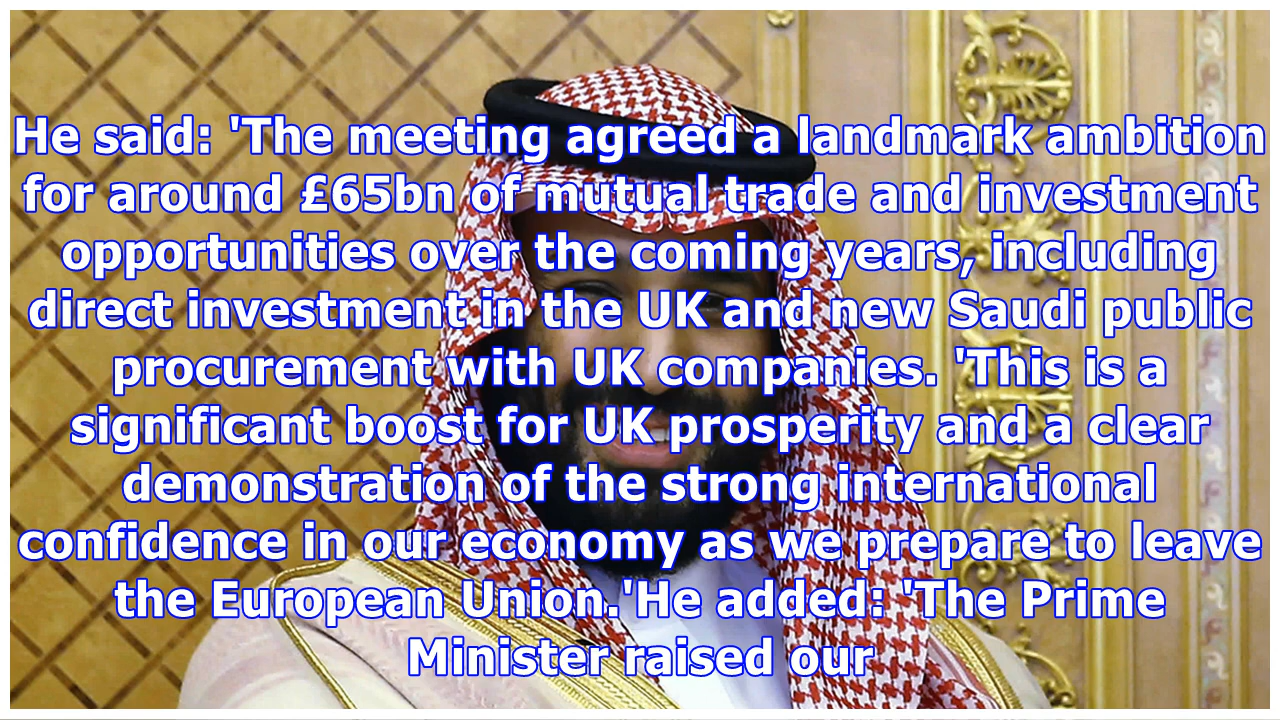 He said: 'The meeting agreed a landmark ambition
for around £65bn of mutual trade and investment
opportunities over the coming years, including
direct investment in the UK and new Saudi public
procurement with UK companies. 'This is a
significant boost for UK prosperity and a clear
demonstration of the strong international
confidence in our economy as we prepare to leave
the European Union.'He added: 'The Prime
Minister raised our